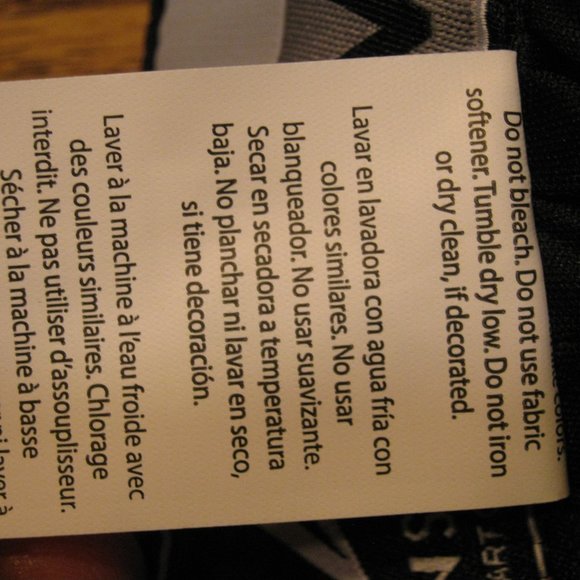 colors.
Do not bleach. Do not use fabric
softener. Tumble dry low. Do not iron
or dry clean, if decorated.
Lavar en lavadora con agua fría con
colores similares. No usar
blanqueador. No usar suavizante.
Secar en secadora a temperatura
baja. No planchar ni lavar en seco,
si tiene decoración.
Laver à la machine à l'eau froide avec
des couleurs similaires. Chlorage
interdit. Ne pas utiliser d'assouplisseur.
Sécher à la machine à basse